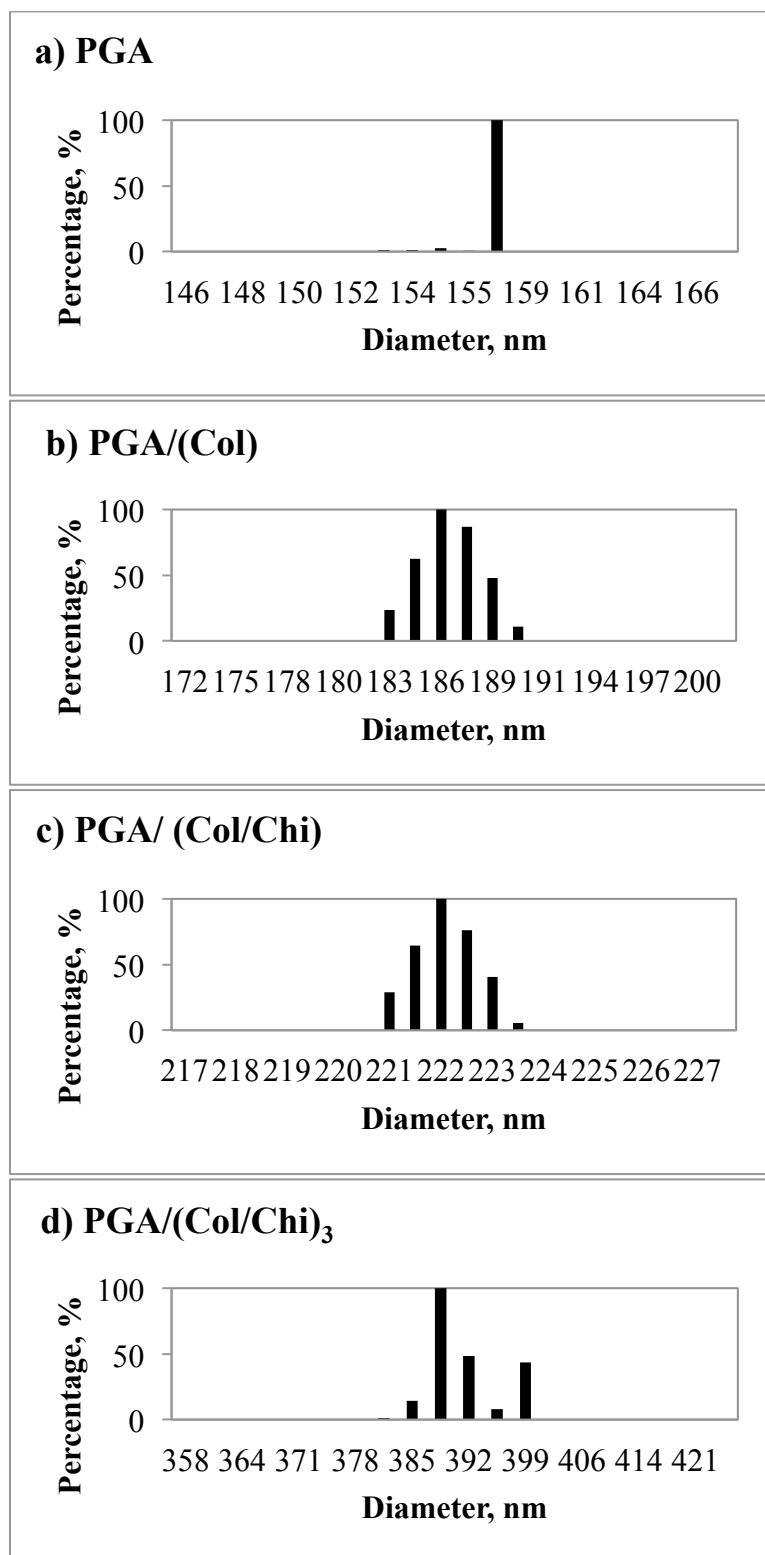 a) PGA
Percentage, %
100
50
0
146 148 150 152 154 155 159 161 164 166
Diameter, nm
b) PGA/(Col)
Percentage, %
100
50
0
172 175 178 180 183 186 189 191 194 197 200
Diameter, nm
c) PGA/ (Col/Chi)
Percentage, %
100
50
0
217 218 219 220 221 222 223 224 225 226 227
Diameter, nm
d) PGA/(Col/Chi)₃
Percentage, %
100
50
0
358 364 371 378 385 392 399 406 414 421
Diameter, nm